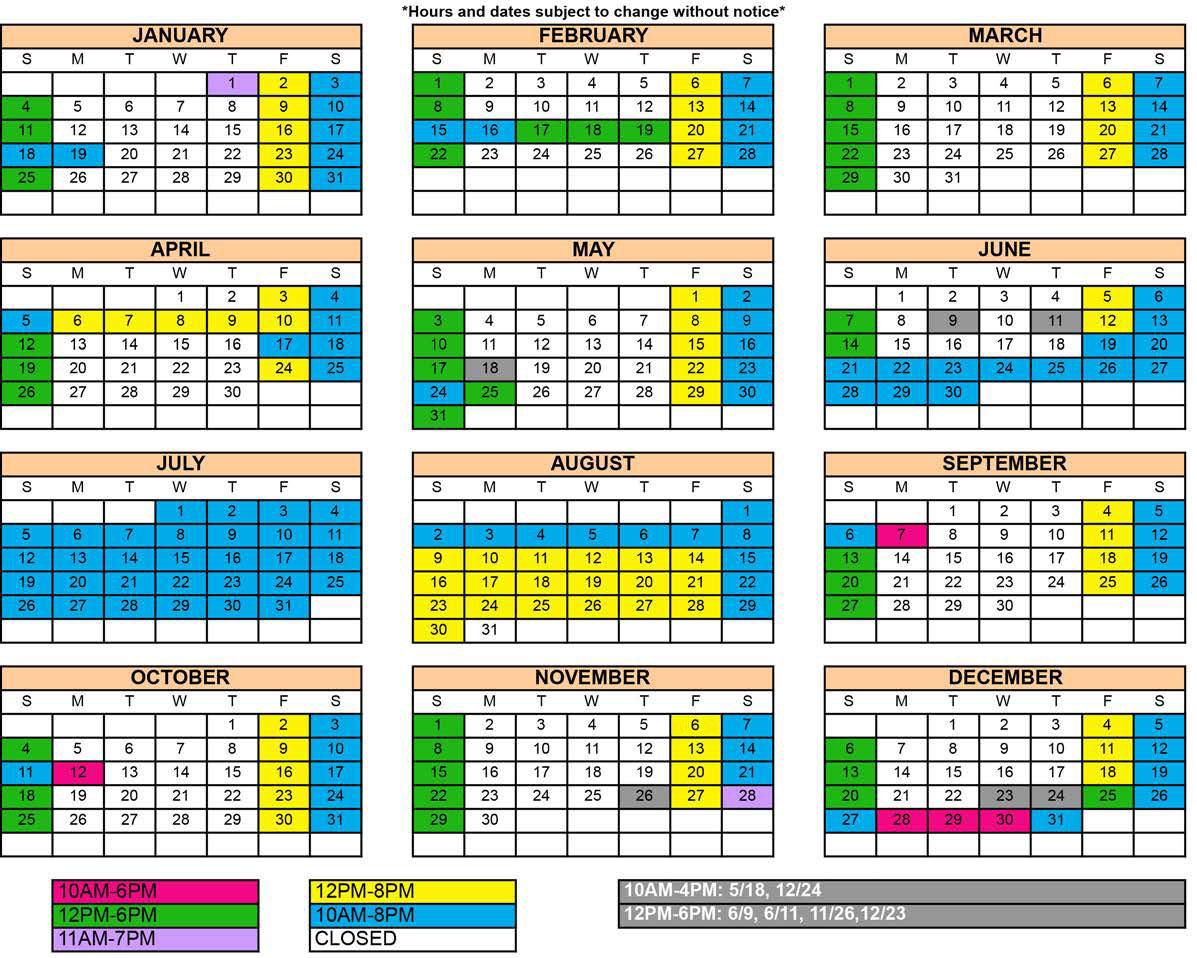 *Hours and dates subject to change without notice*
JANUARY FEBRUARY MARCH
S M T W T F S S M T W T F S S M T W T F S
1 2 3 1 2 3 4 5 6 7 1 2 3 4 5 6 7
4 5 6 7 8 9 10 8 9 10 11 12 13 14 8 9 10 11 12 13 14
11 12 13 14 15 16 17 15 16 17 18 19 20 21 15 16 17 18 19 20 21
18 19 20 21 22 23 24 22 23 24 25 26 27 28 22 23 24 25 26 27 28
25 26 27 28 29 30 31 29 30 31
APRIL MAY JUNE
S M T W T F S S M T W T F S S M T W T F S
1 2 3 4 1 2 1 2 3 4 5 6
5 6 7 8 9 10 11 3 4 5 6 7 8 9 7 8 9 10 11 12 13
12 13 14 15 16 17 18 10 11 12 13 14 15 16 14 15 16 17 18 19 20
19 20 21 22 23 24 25 17 18 19 20 21 22 23 21 22 23 24 25 26 27
26 27 28 29 30 24 25 26 27 28 29 30 28 29 30
31
JULY AUGUST SEPTEMBER
S M T W T F S S M T W T F S S M T W T F S
1 2 3 4 1 1 2 3 4 5
5 6 7 8 9 10 11 2 3 4 5 6 7 8 6 7 8 9 10 11 12
12 13 14 15 16 17 18 9 10 11 12 13 14 15 13 14 15 16 17 18 19
19 20 21 22 23 24 25 16 17 18 19 20 21 22 20 21 22 23 24 25 26
26 27 28 29 30 31 23 24 25 26 27 28 29 27 28 29 30
30 31
OCTOBER NOVEMBER DECEMBER
S M T W T F S S M T W T F S S M T W T F S
1 2 3 1 2 3 4 5 6 7 1 2 3 4 5
4 5 6 7 8 9 10 8 9 10 11 12 13 14 6 7 8 9 10 11 12
11 12 13 14 15 16 17 15 16 17 18 19 20 21 13 14 15 16 17 18 19
18 19 20 21 22 23 24 22 23 24 25 26 27 28 20 21 22 23 24 25 26
25 26 27 28 29 30 31 29 30 27 28 29 30 31
10AM-6PM 12PM-8PM 10AM-4PM: 5/18, 12/24
12PM-6PM 10AM-8PM 12PM-6PM: 6/9, 6/11, 11/26,12/23
11AM-7PM CLOSED